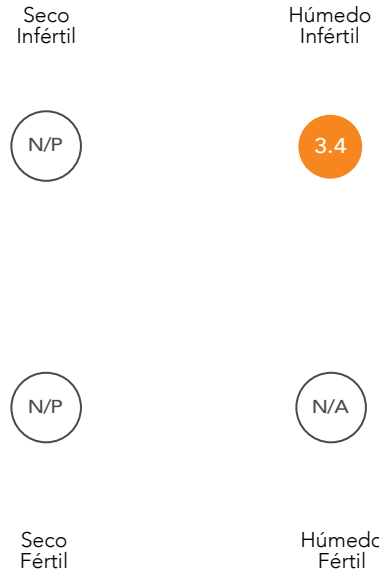 Seco
Infértil
Húmedo
Infértil
N/P
3.4
N/P
N/A
Seco
Fértil
Húmedo
Fértil